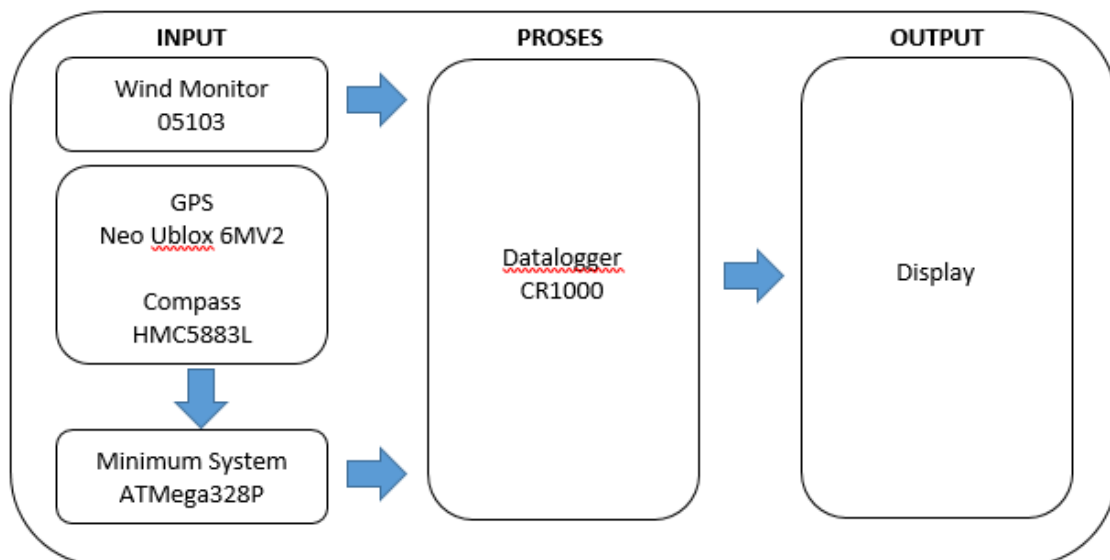 INPUT
PROSES
OUTPUT
Wind Monitor
05103
GPS
Neo Ublox 6MV2
Compass
HMC5883L
Minimum System
ATMega328P
Datalogger
CR1000
Display